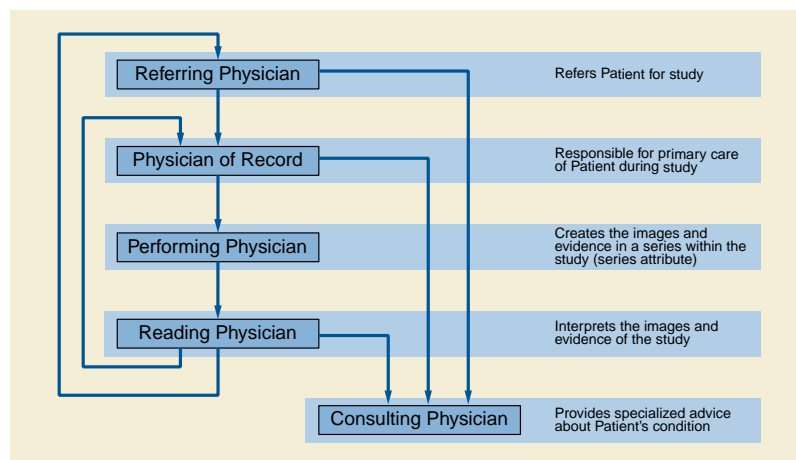 Referring Physician
Refers Patient for study
Physician of Record
Responsible for primary care
of Patient during study
Performing Physician
Creates the images and
evidence in a series within the
study (series attribute)
Reading Physician
Interprets the images and
evidence of the study
Consulting Physician
Provides specialized advice
about Patient's condition